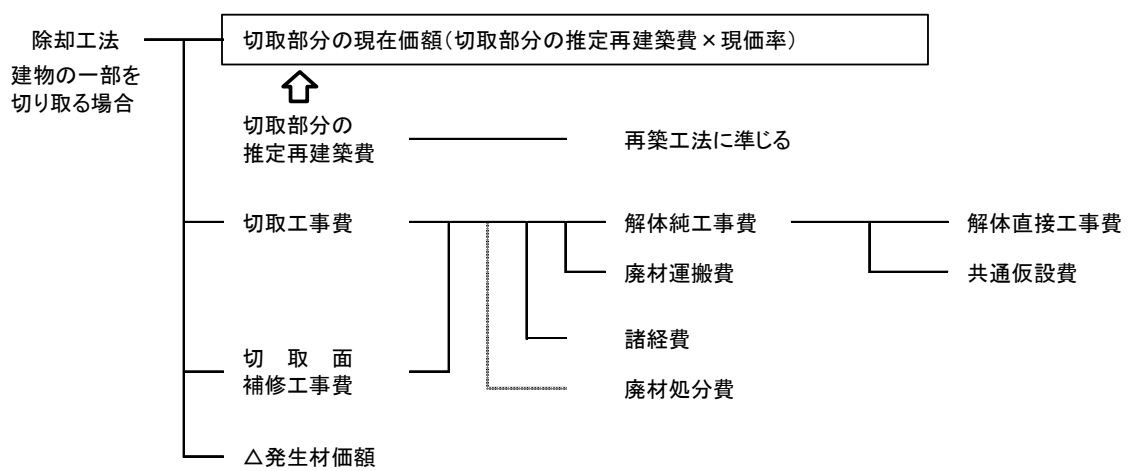 除却工法
建物の一部を
切り取る場合
切取部分の現在価額(切取部分の推定再建築費×現価率)
切取部分の
推定再建築費
再築工法に準じる
切取工事費
解体純工事費
解体直接工事費
廃材運搬費
共通仮設費
諸経費
切　取　面
補修工事費
廃材処分費
△発生材価額